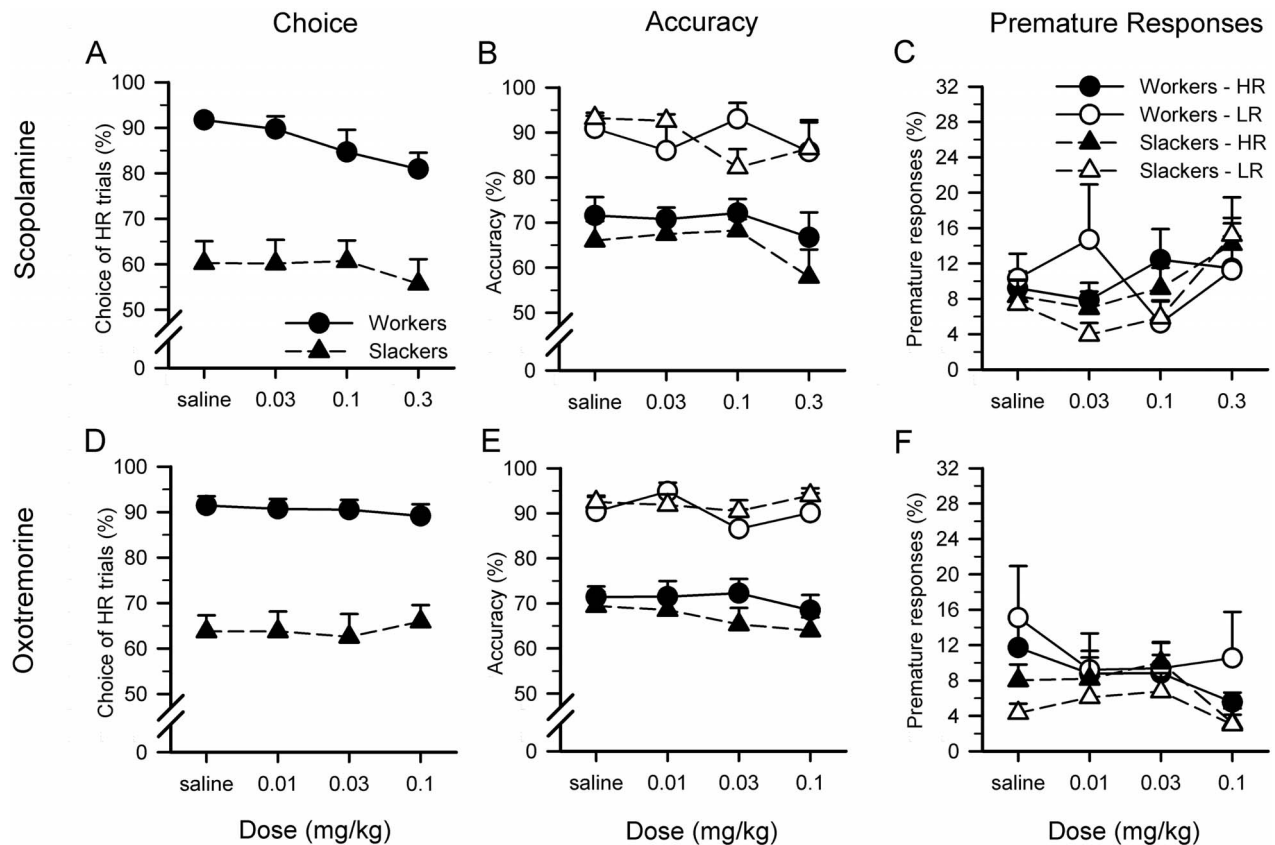 Choice
Accuracy
Premature Responses
Scopolamine
A
Choice of HR trials (%)
100
90
80
70
60
50
0
Workers
Slackers
saline 0.03 0.1 0.3
B
Accuracy (%)
100
90
80
70
60
50
0
saline 0.03 0.1 0.3
C
Premature responses (%)
32
28
24
20
16
12
8
4
0
Workers - HR
Workers - LR
Slackers - HR
Slackers - LR
saline 0.03 0.1 0.3
Oxotremorine
D
Choice of HR trials (%)
100
90
80
70
60
50
0
saline 0.01 0.03 0.1
Dose (mg/kg)
E
Accuracy (%)
100
90
80
70
60
50
0
saline 0.01 0.03 0.1
Dose (mg/kg)
F
Premature responses (%)
32
28
24
20
16
12
8
4
0
saline 0.01 0.03 0.1
Dose (mg/kg)